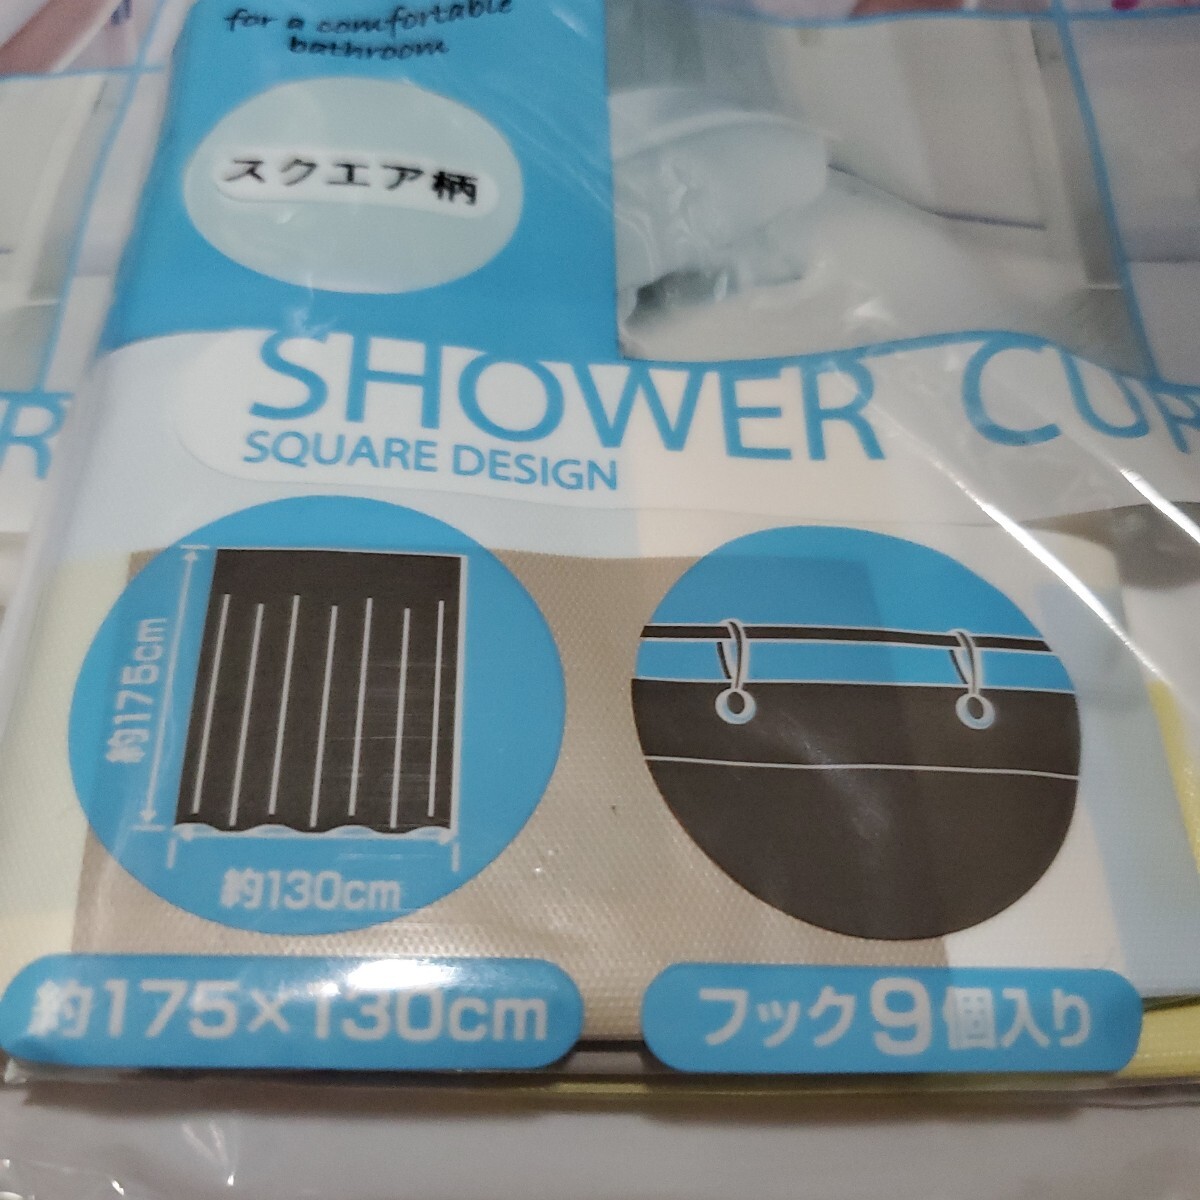 for a comfortable
bathroom
スクエア柄
SHOWER CUR
SQUARE DESIGN
R
約175cm
約130cm
約175×130cm
フック9個入り